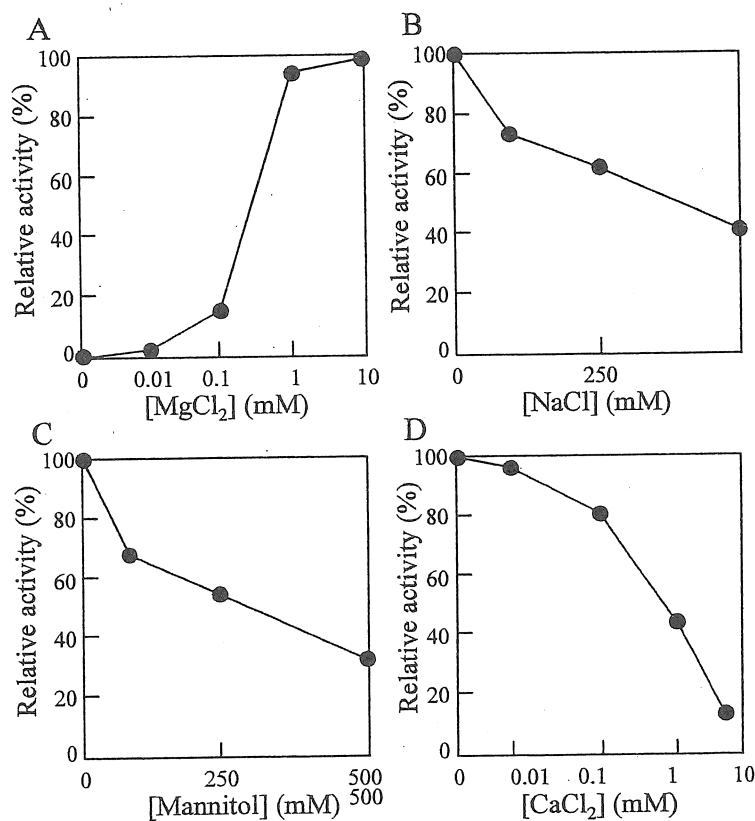 A
Relative activity (%)
100
80
60
40
20
0
0 0.01 0.1 1 10
[MgCl₂] (mM)
B
Relative activity (%)
100
80
60
40
20
0
0 250
[NaCl] (mM)
C
Relative activity (%)
100
80
60
40
20
0
0 250 500
[Mannitol] (mM) 500
D
Relative activity (%)
100
80
60
40
20
0
0 0.01 0.1 1 10
[CaCl₂] (mM)